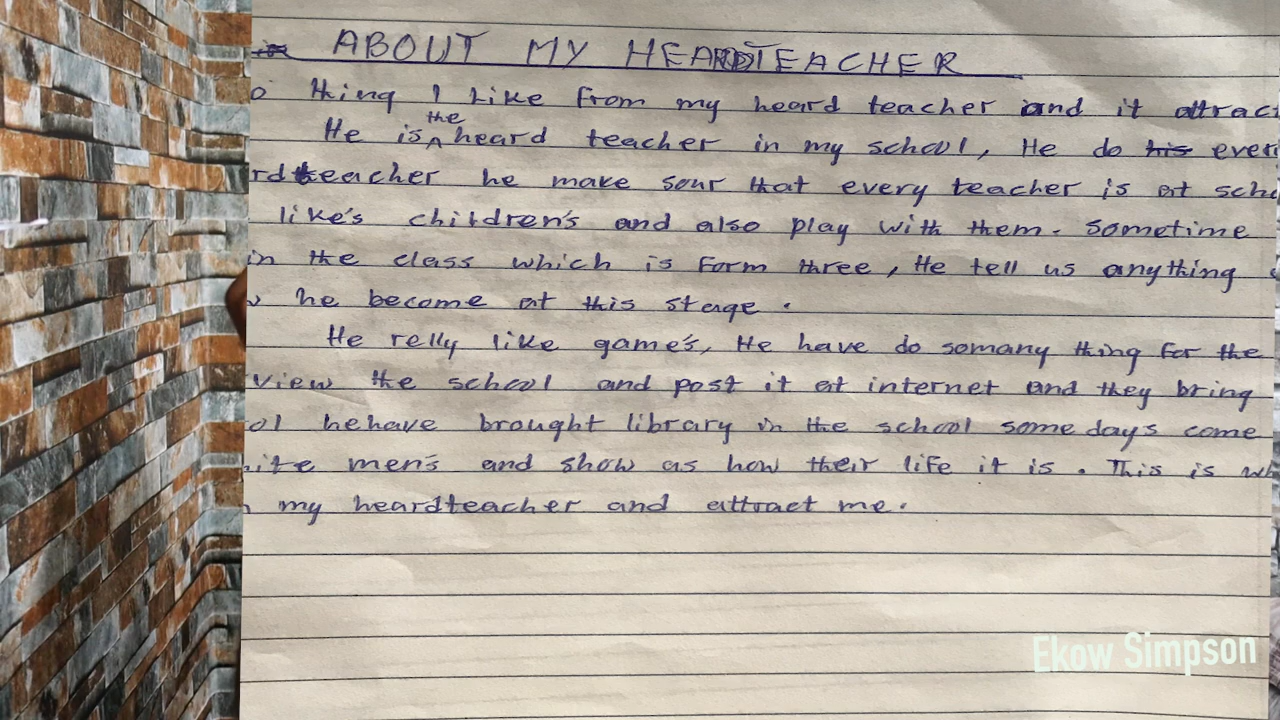 ABOUT MY HEARDTEACHER
thing I like from my heard teacher and it attract
He is the heard teacher in my school, He do his every
rdteacher he make sour that every teacher is at scho
like's children's and also play with them. Sometime
in the class which is Form three, He tell us anything
he become at this stage.
He relly like game's, He have do somany thing for the
view the school and post it at internet and they bring
ol hehave brought library in the school some days come
hite men's and show as how their life it is. This is wh
my heardteacher and attract me.
Ekow Simpson